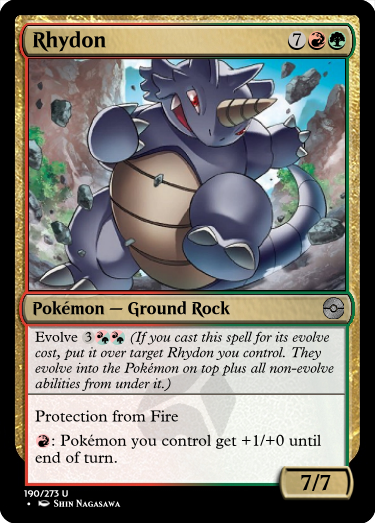 Rhydon 7
Pokémon — Ground Rock
Evolve 3 (If you cast this spell for its evolve
cost, put it over target Rhydon you control. They
evolve into the Pokémon on top plus all non-evolve
abilities from under it.)
Protection from Fire
: Pokémon you control get +1/+0 until
end of turn.
7/7
190/273 U
• Shin Nagasawa